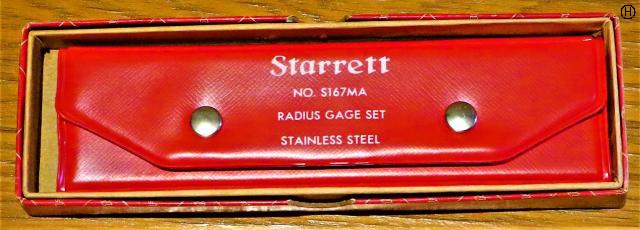 Starrett
NO. S167MA
RADIUS GAGE SET
STAINLESS STEEL
H